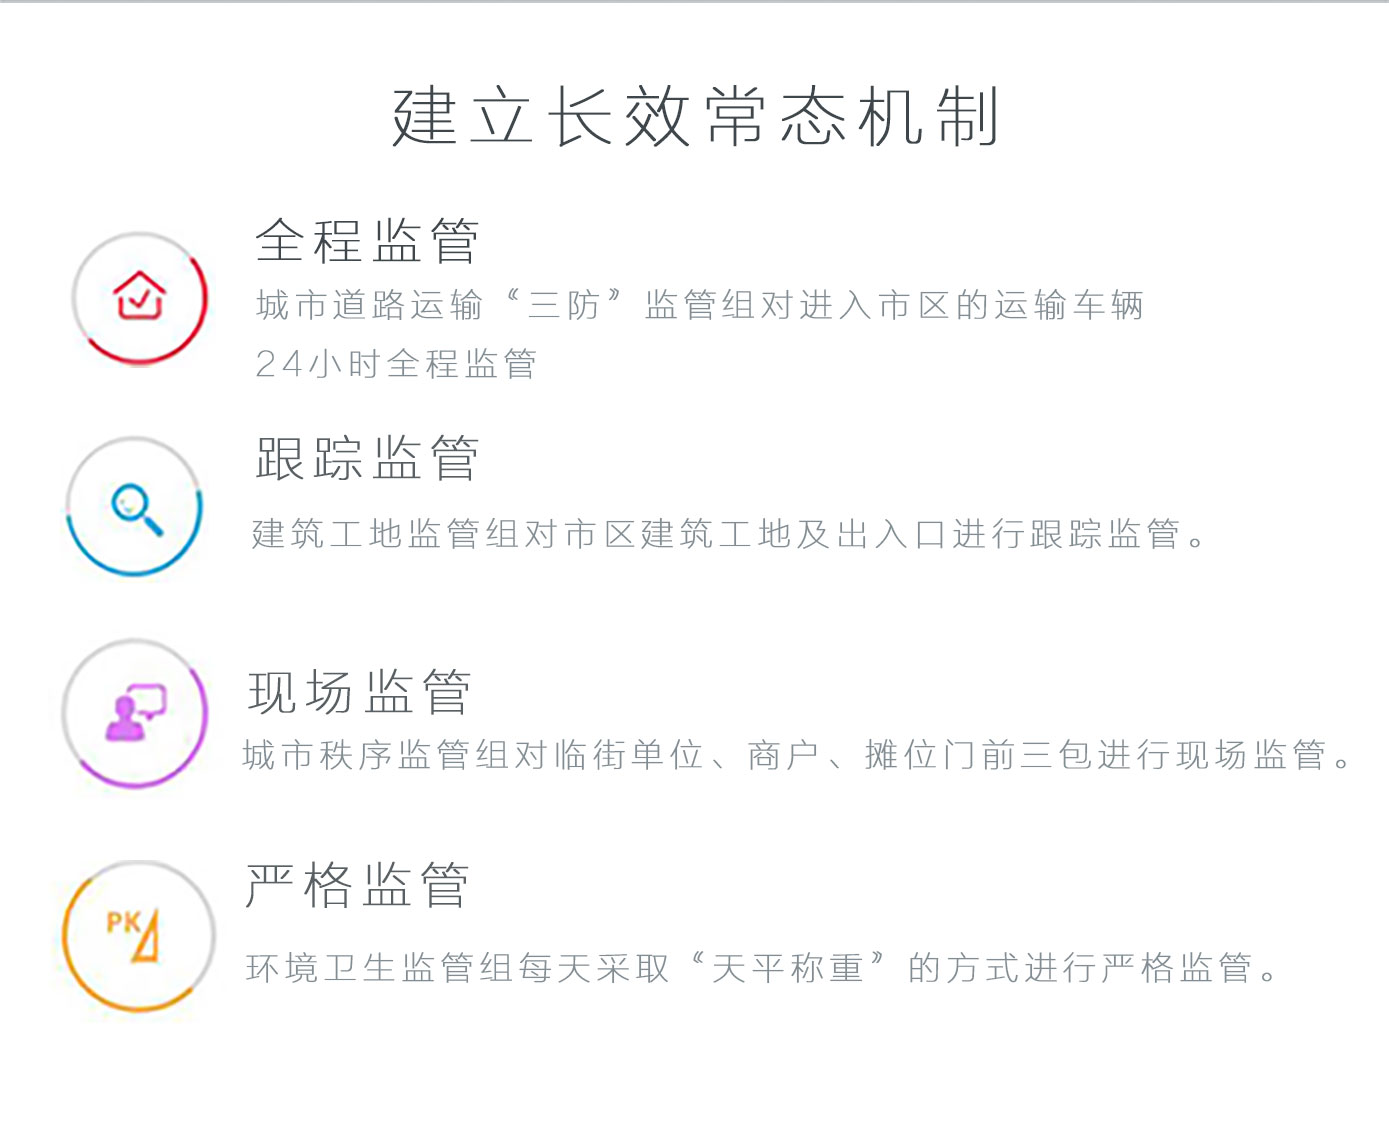 建立长效常态机制
全程监管
城市道路运输“三防”监管组对进入市区的运输车辆
24小时全程监管
跟踪监管
建筑工地监管组对市区建筑工地及出入口进行跟踪监管。
现场监管
城市秩序监管组对临街单位、商户、摊位门前三包进行现场监管。
PK
严格监管
环境卫生监管组每天采取“天平称重”的方式进行严格监管。